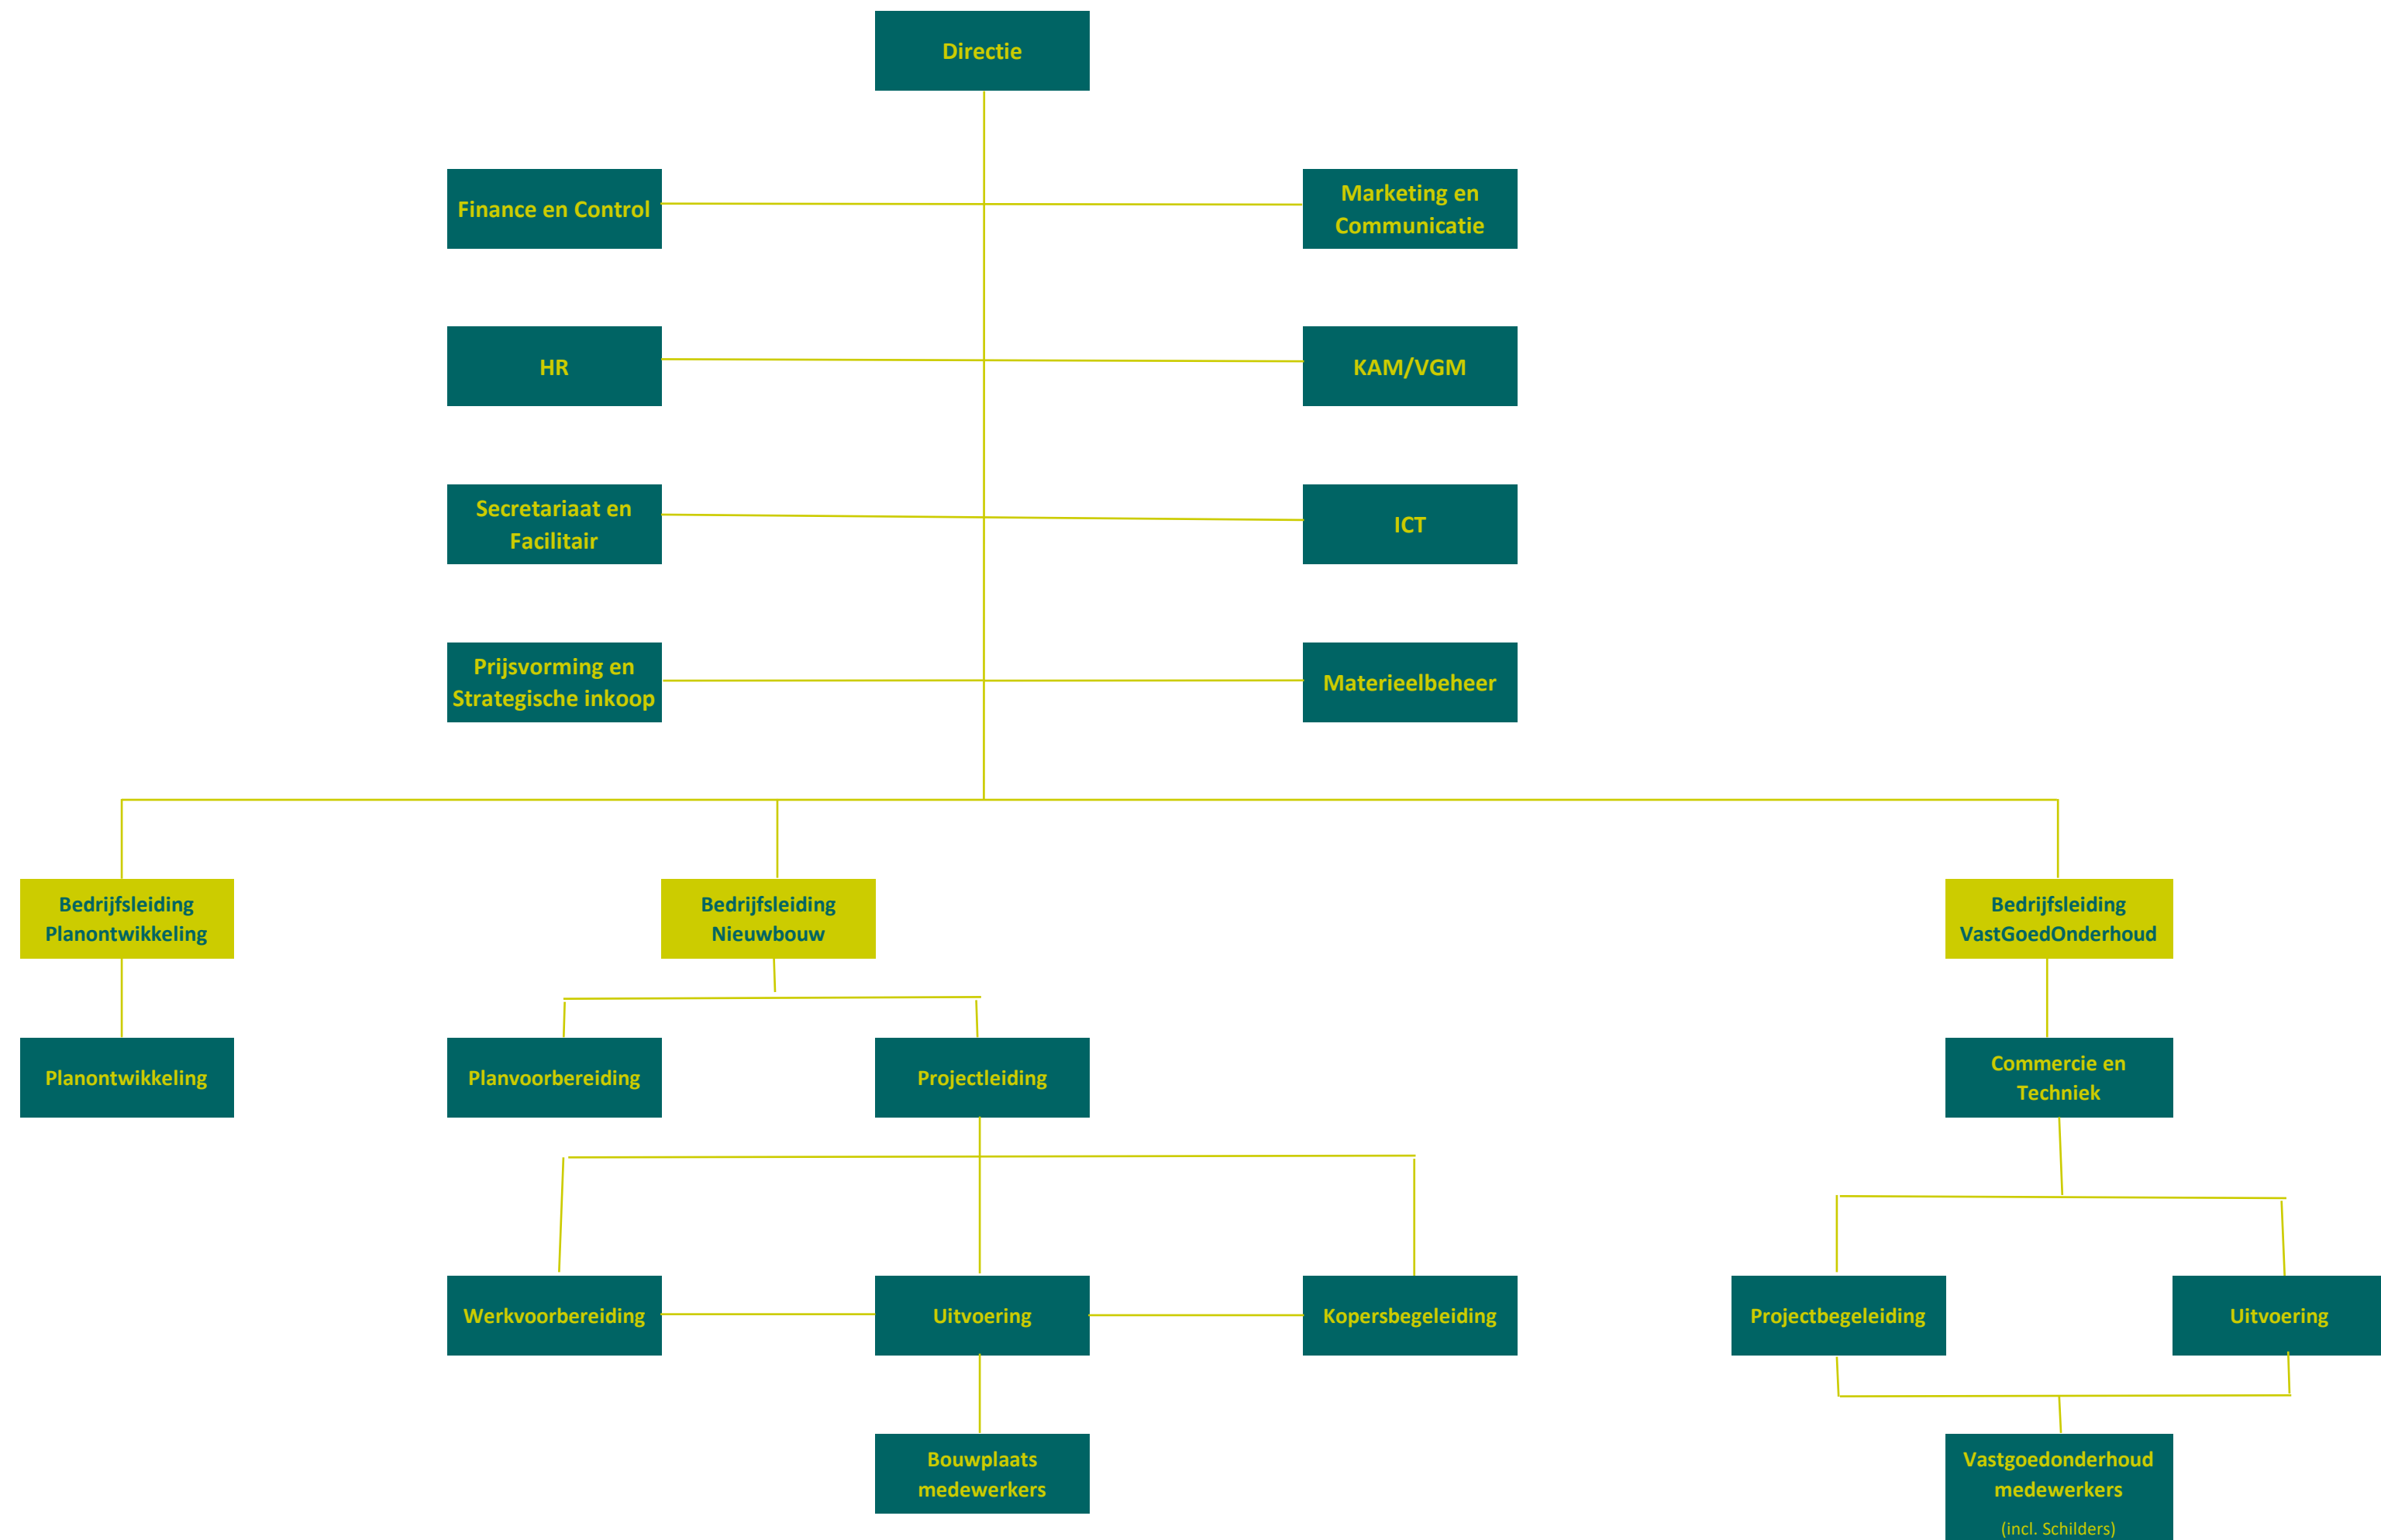 Directie
Finance en Control
Marketing en
Communicatie
HR
KAM/VGM
Secretariaat en
Facilitair
ICT
Prijsvorming en
Strategische inkoop
Materieelbeheer
Bedrijfsleiding
Planontwikkeling
Bedrijfsleiding
Nieuwbouw
Bedrijfsleiding
VastGoedOnderhoud
Planontwikkeling
Planvoorbereiding
Projectleiding
Commercie en
Techniek
Werkvoorbereiding
Uitvoering
Kopersbegeleiding
Projectbegeleiding
Uitvoering
Bouwplaats
medewerkers
Vastgoedonderhoud
medewerkers
(incl. Schilders)